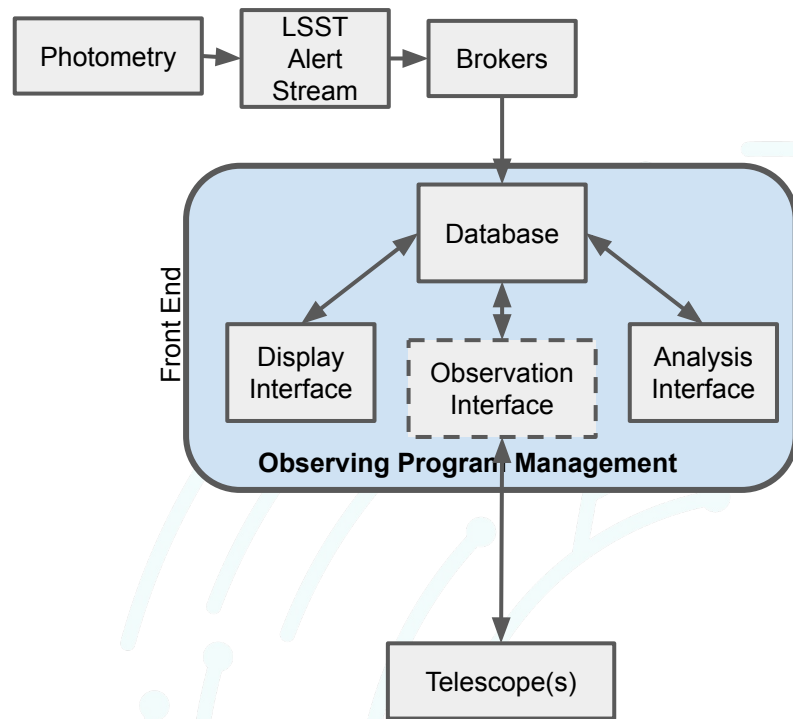 Photometry
LSST
Alert
Stream
Brokers
Database
Front End
Display
Interface
Observation
Interface
Analysis
Interface
Observing Program Management
Telescope(s)